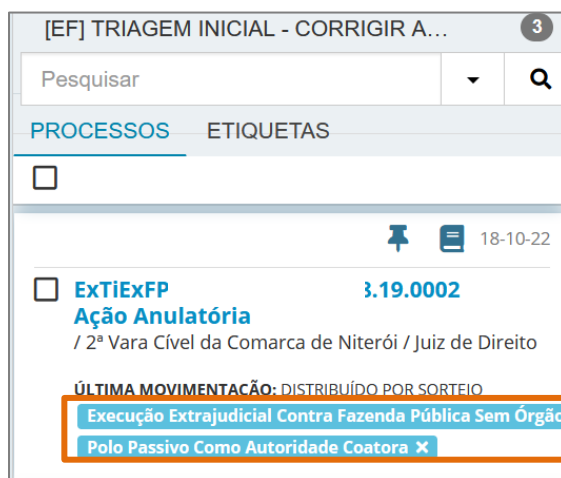 [EF] TRIAGEM INICIAL - CORRIGIR A... 3
Pesquisar
PROCESSOS ETIQUETAS
18-10-22
ExTiExFP 3.19.0002
Ação Anulatória
/ 2ª Vara Cível da Comarca de Niterói / Juiz de Direito
ÚLTIMA MOVIMENTAÇÃO: DISTRIBUÍDO POR SORTEIO
Execução Extrajudicial Contra Fazenda Pública Sem Órgão
Polo Passivo Como Autoridade Coatora ×